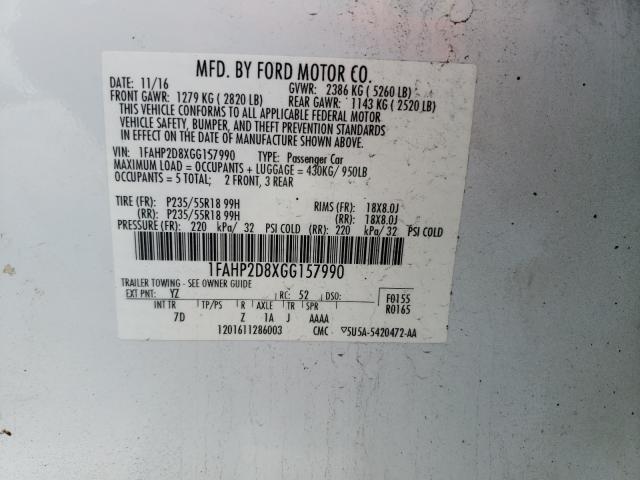 MFD. BY FORD MOTOR CO.
DATE: 11/16 GVWR: 2386 KG ( 5260 LB)
FRONT GAWR: 1279 KG ( 2820 LB) REAR GAWR: 1143 KG ( 2520 LB)
THIS VEHICLE CONFORMS TO ALL APPLICABLE FEDERAL MOTOR
VEHICLE SAFETY, BUMPER, AND THEFT PREVENTION STANDARDS
IN EFFECT ON THE DATE OF MANUFACTURE SHOWN ABOVE.
VIN: 1FAHP2D8XGG157990 TYPE: Passenger Car
MAXIMUM LOAD = OCCUPANTS + LUGGAGE = 430KG/ 950LB
OCCUPANTS = 5 TOTAL; 2 FRONT, 3 REAR
TIRE (FR): P235/55R18 99H RIMS (FR): 18X8.0J
(RR): P235/55R18 99H (RR): 18X8.0J
PRESSURE (FR): 220 kPa/ 32 PSI COLD (RR): 220 kPa/ 32 PSI COLD
1FAHP2D8XGG157990
TRAILER TOWING - SEE OWNER GUIDE
EXT PNT: YZ RC: 52 DSO: F0155
INT TR TP/PS R AXLE TR SPR R0165
7D Z 1A J AAAA
1201611286003 CMC ▽5U5A-5420472-AA